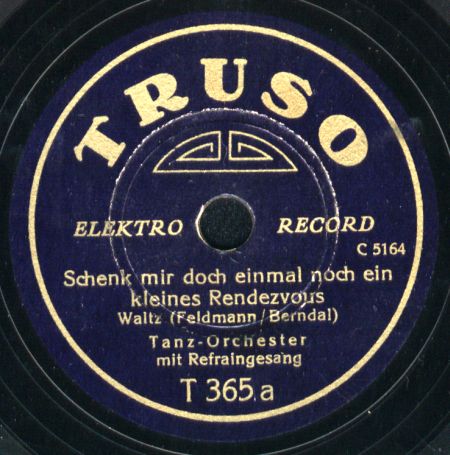 TRUSO
ELEKTRO RECORD
C 5164
Schenk mir doch einmal noch ein
kleines Rendezvous
Waltz (Feldmann/Berndal)
Tanz-Orchester
mit Refraingesang
T 365.a